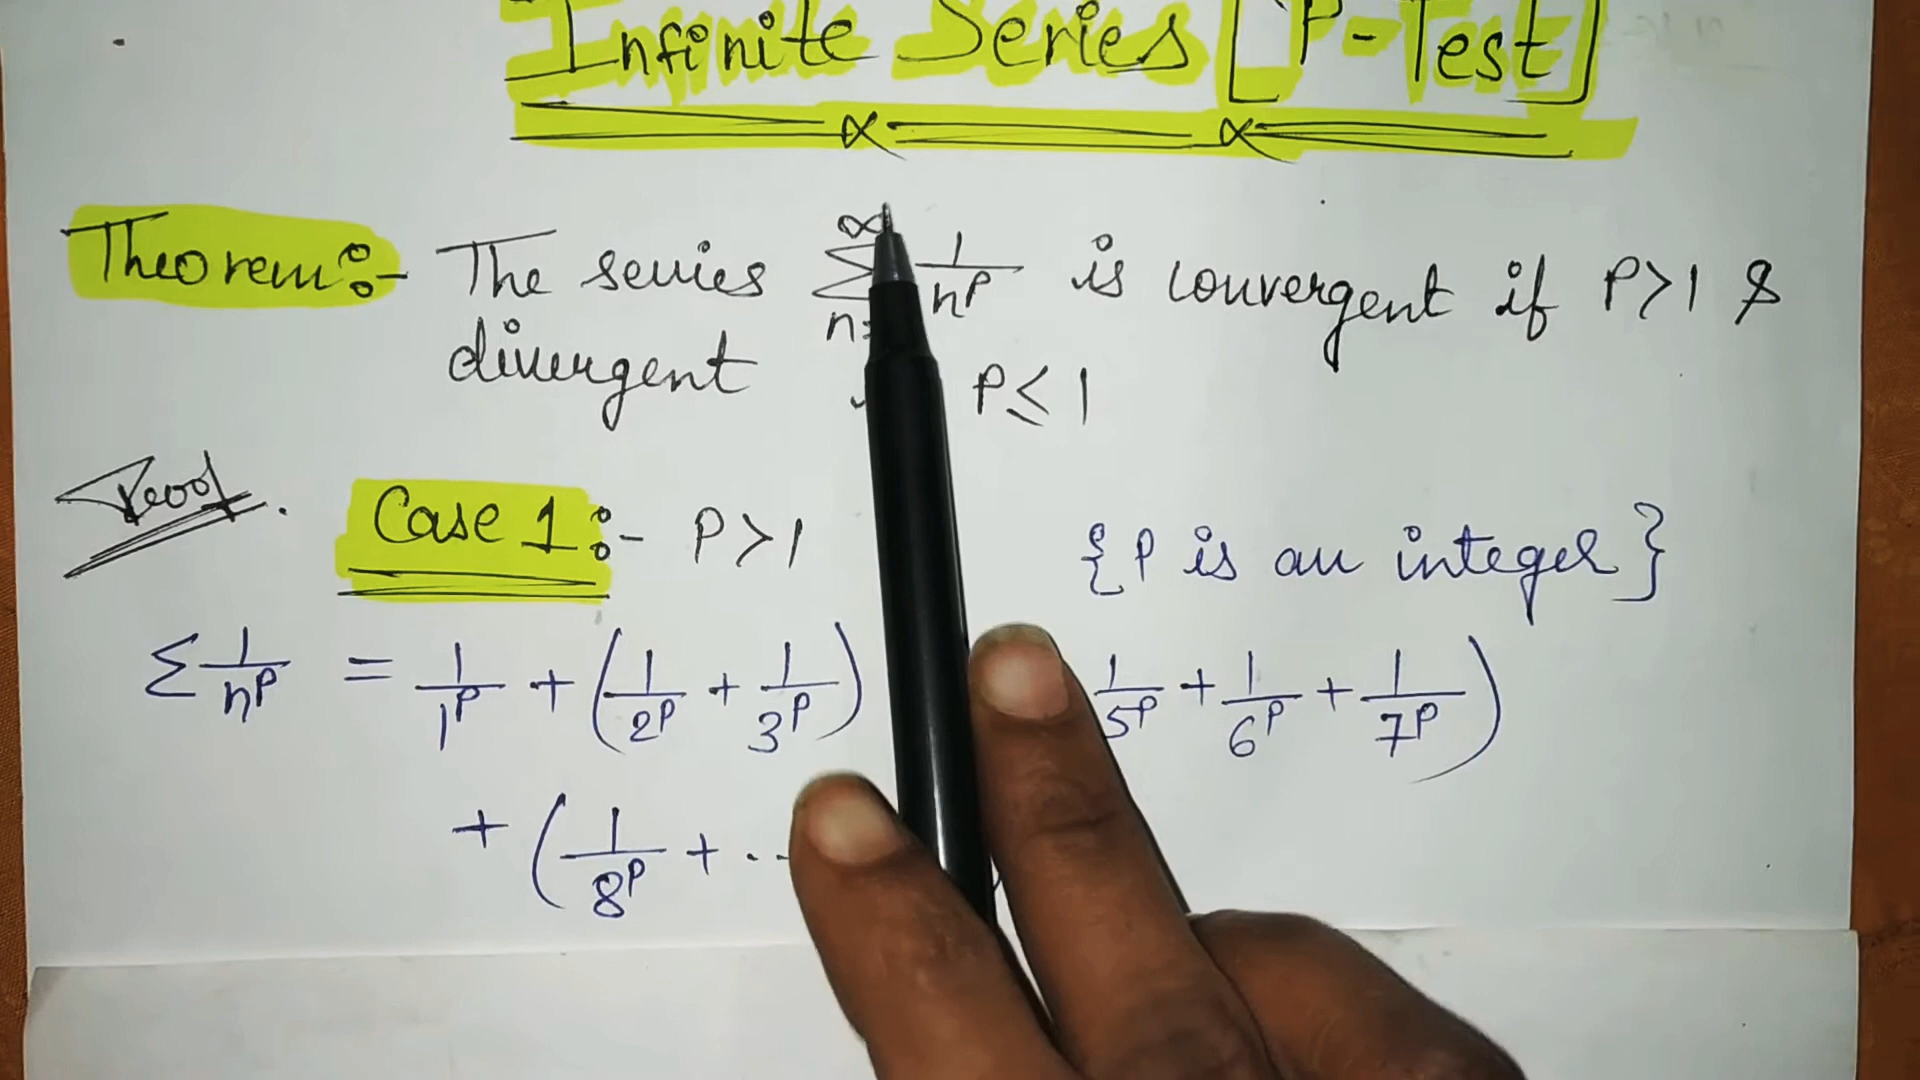 Infinite Series [P-Test]
Theorem:- The series ∞ Σ n 1/n^p is convergent if P>1 &
divergent P≤1
Proof. Case 1:- P>1 {P is an integer}
Σ 1/n^p = 1/1^p + (1/2^p + 1/3^p) 1/5^p + 1/6^p + 1/7^p)
+ (1/8^p + ..